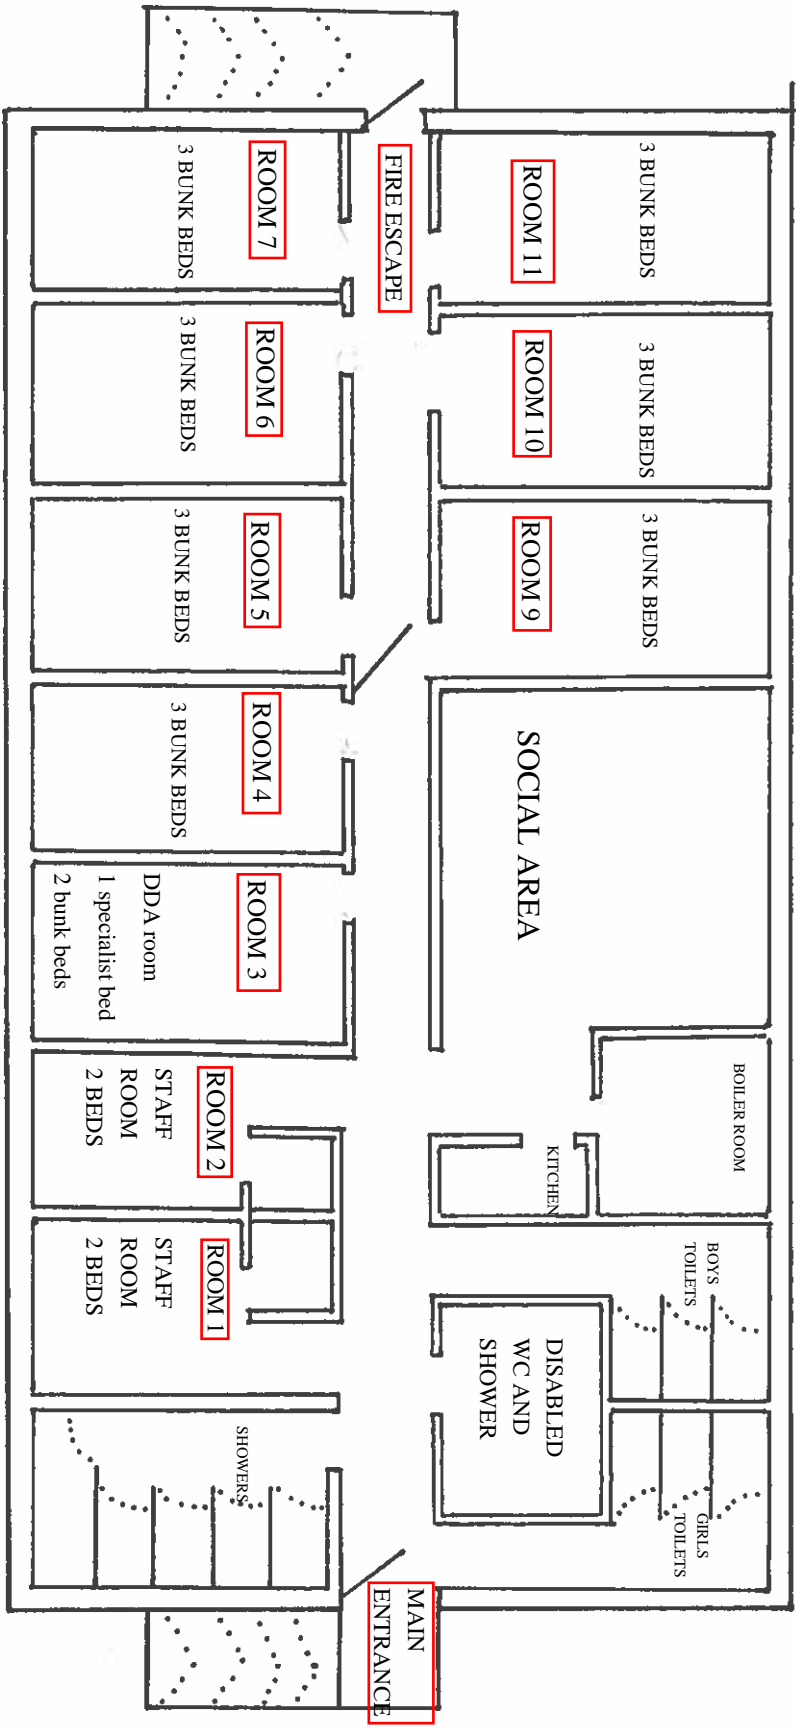 FIRE ESCAPE
ROOM 11
3 BUNK BEDS
ROOM 10
3 BUNK BEDS
ROOM 9
3 BUNK BEDS
SOCIAL AREA
BOILER ROOM
KITCHEN
BOYS
TOILETS
DISABLED
WC AND
SHOWER
GIRLS
TOILETS
ROOM 7
3 BUNK BEDS
ROOM 6
3 BUNK BEDS
ROOM 5
3 BUNK BEDS
ROOM 4
3 BUNK BEDS
ROOM 3
DDA room
1 specialist bed
2 bunk beds
ROOM 2
STAFF
ROOM
2 BEDS
ROOM 1
STAFF
ROOM
2 BEDS
SHOWERS
MAIN
ENTRANCE